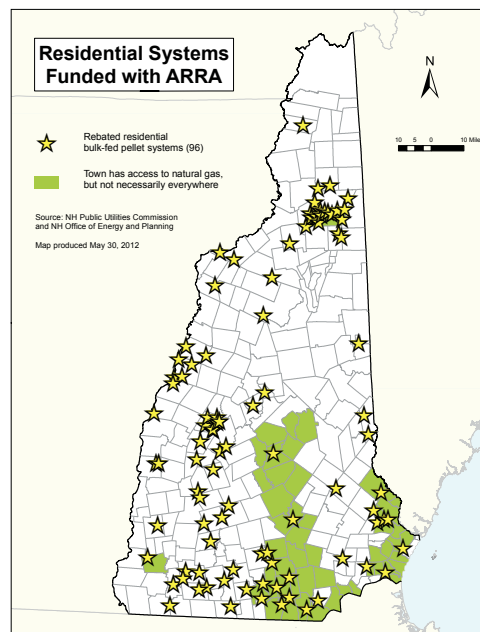 Residential Systems
Funded with ARRA
N
10 5 0 10 Mile
Rebated residential
bulk-fed pellet systems (96)
Town has access to natural gas,
but not necessarily everywhere
Source: NH Public Utilities Commission
and NH Office of Energy and Planning
Map produced May 30, 2012